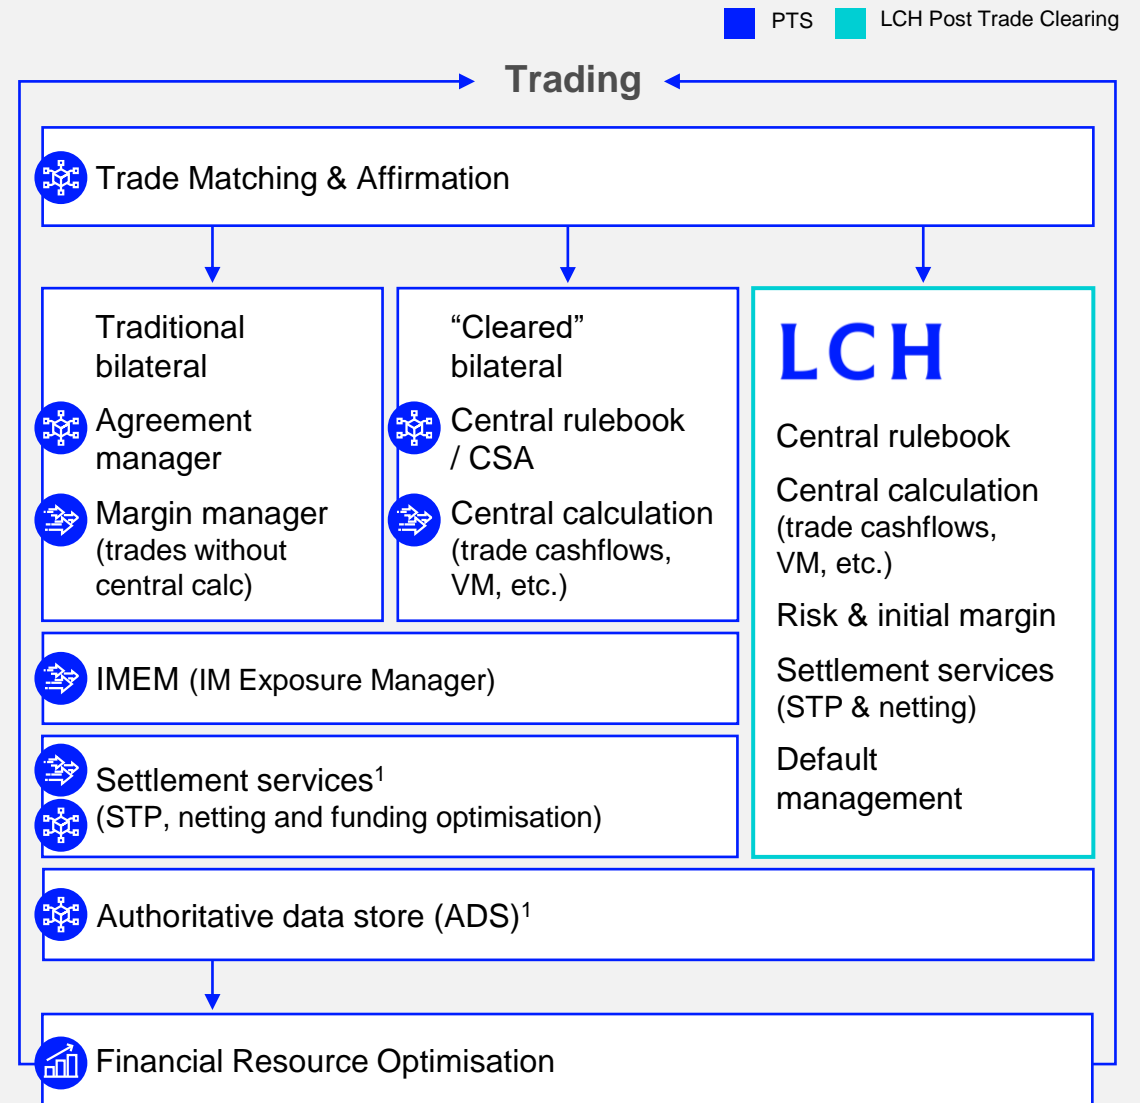 PTS
LCH Post Trade Clearing
Trading
Trade Matching & Affirmation
Traditional
bilateral
Agreement
manager
Margin manager
(trades without
central calc)
“Cleared”
bilateral
Central rulebook
/ CSA
Central calculation
(trade cashflows,
VM, etc.)
LCH
Central rulebook
Central calculation
(trade cashflows,
VM, etc.)
Risk & initial margin
Settlement services
(STP & netting)
Default
management
IMEM (IM Exposure Manager)
Settlement services¹
(STP, netting and funding optimisation)
Authoritative data store (ADS)¹
Financial Resource Optimisation